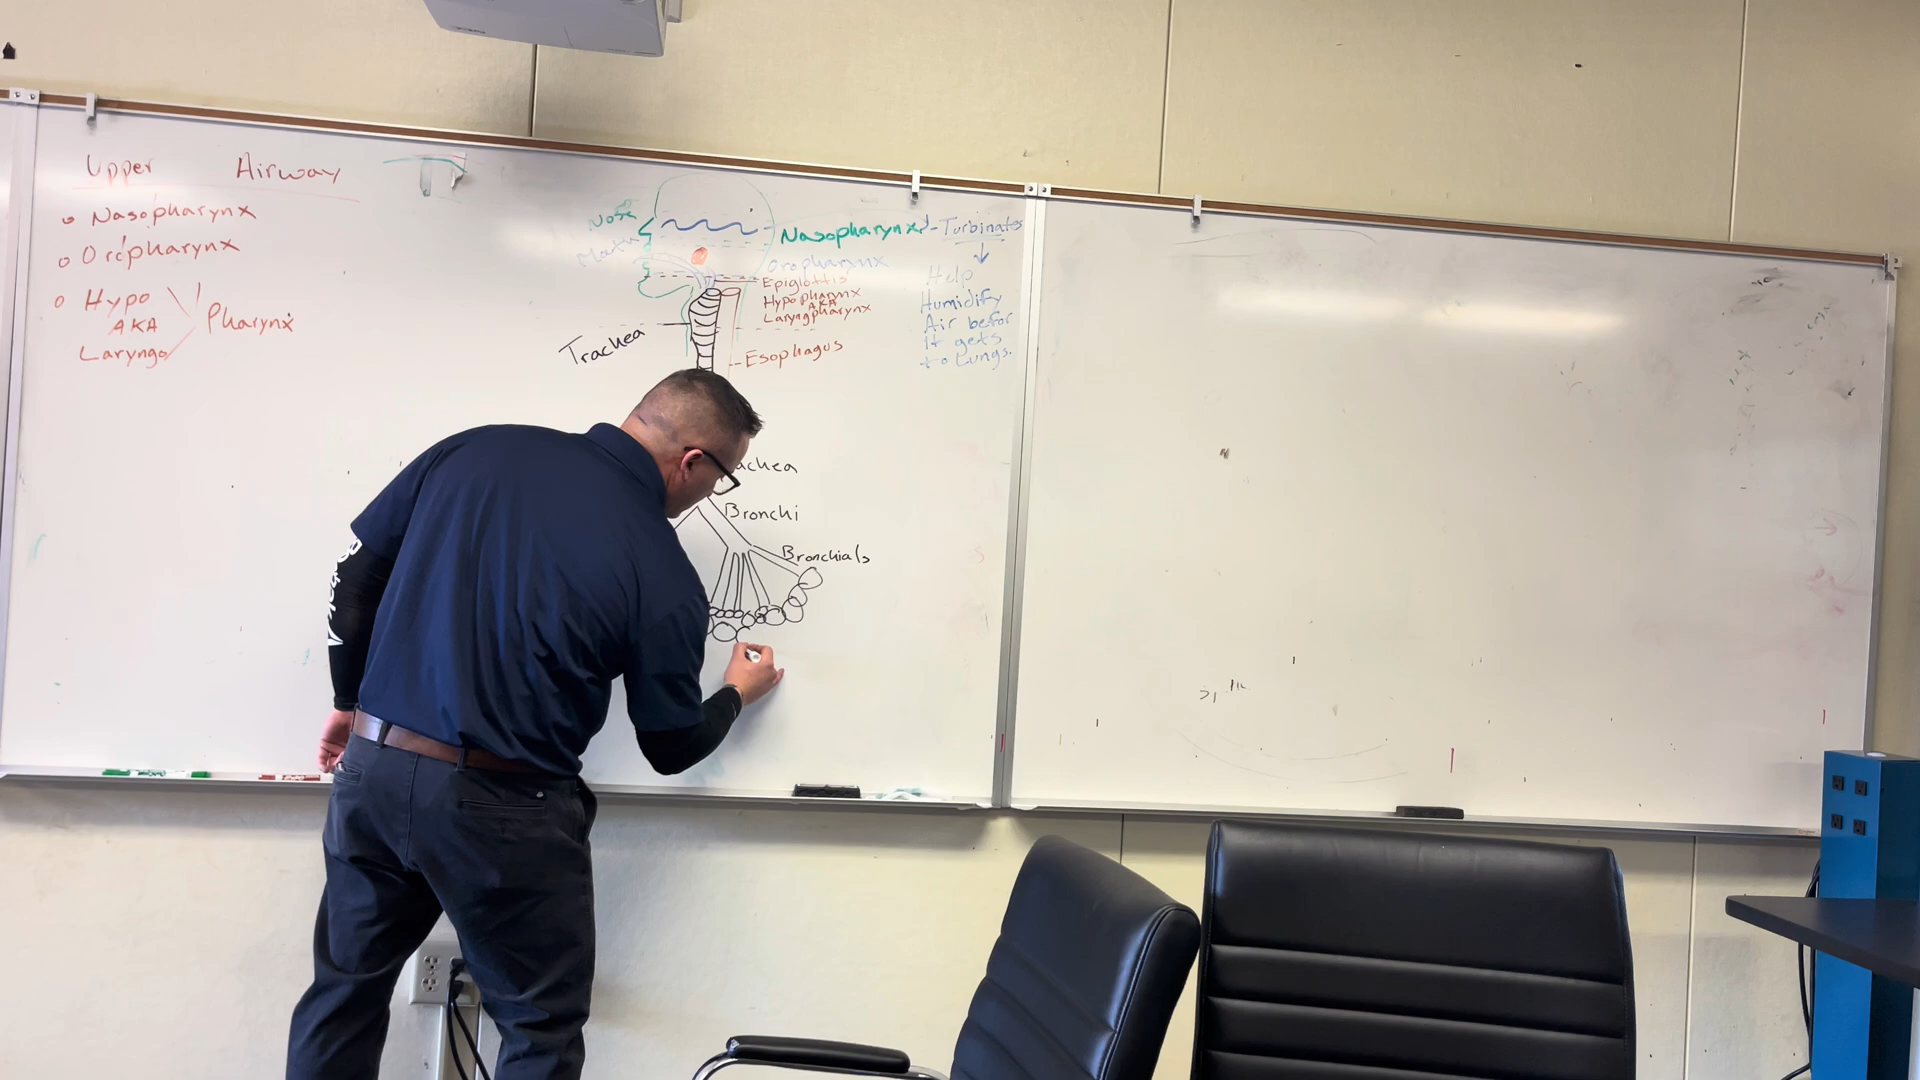 Upper Airway
Nasopharynx
Oropharynx
Hypo
AKA
Laryngo
Pharynx
Nose
Mouth
Nasopharynx
Oropharynx
Epiglottis
Hypopharynx
AKA
Laryngopharynx
Trachea
Esophagus
-Turbinates
Help
Humidify
Air befor
it gets
to Lungs.
achea
Bronchi
Bronchials